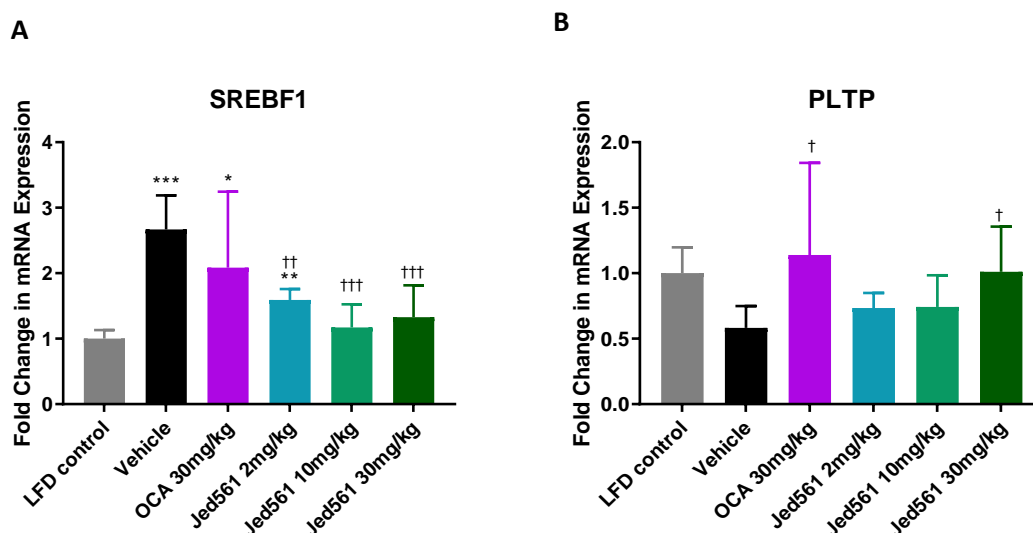 A
SREBF1
Fold Change in mRNA Expression
4
3
2
1
0
***
*
††
**
†††
†††
LFD control
Vehicle
OCA 30mg/kg
Jed561 2mg/kg
Jed561 10mg/kg
Jed561 30mg/kg
B
PLTP
Fold Change in mRNA Expression
2.0
1.5
1.0
0.5
0.0
†
†
LFD control
Vehicle
OCA 30mg/kg
Jed561 2mg/kg
Jed561 10mg/kg
Jed561 30mg/kg